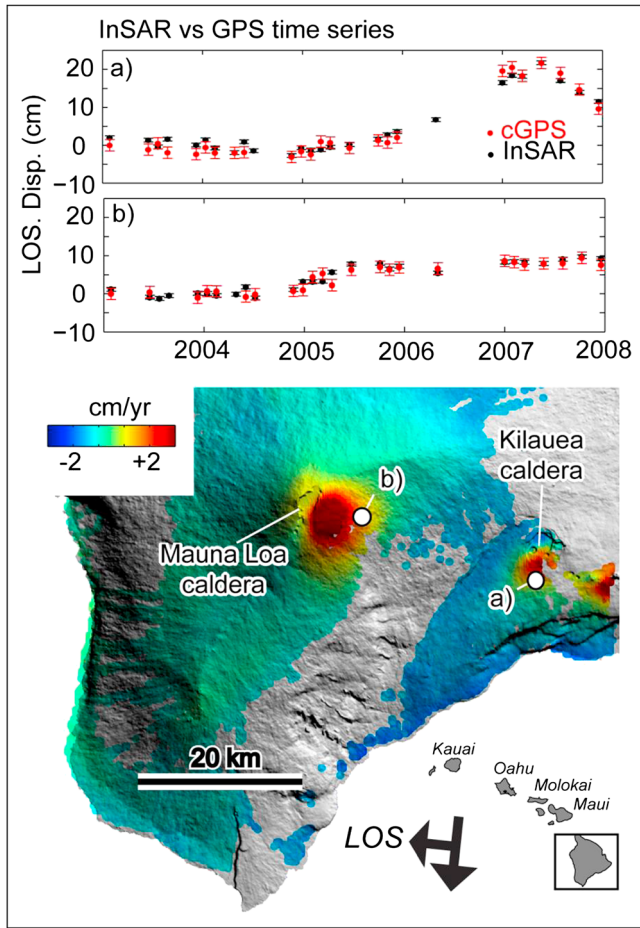 InSAR vs GPS time series
a)
20
10
0
−10
cGPS
InSAR
LOS. Disp. (cm)
b)
20
10
0
−10
2004 2005 2006 2007 2008
cm/yr
-2 +2
Kilauea
caldera
b)
Mauna Loa
caldera
a)
20 km
Kauai
Oahu
Molokai
Maui
LOS